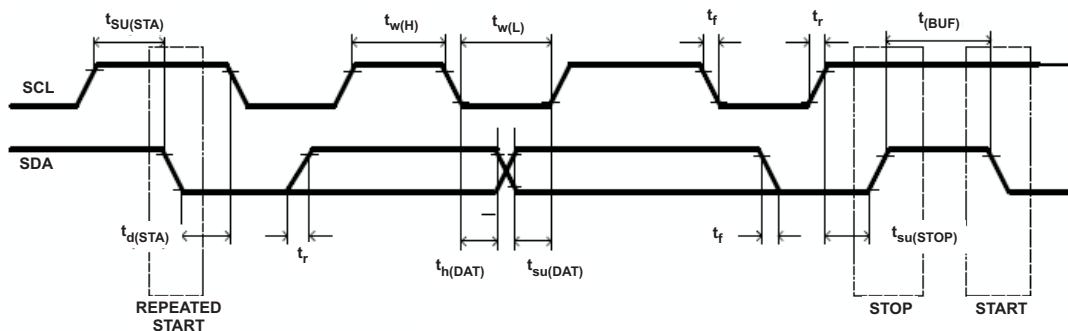 tSU(STA)
tw(H)
tw(L)
tf
tr
t(BUF)
SCL
SDA
td(STA)
tr
th(DAT)
tsu(DAT)
tf
tsu(STOP)
REPEATED
START
STOP
START